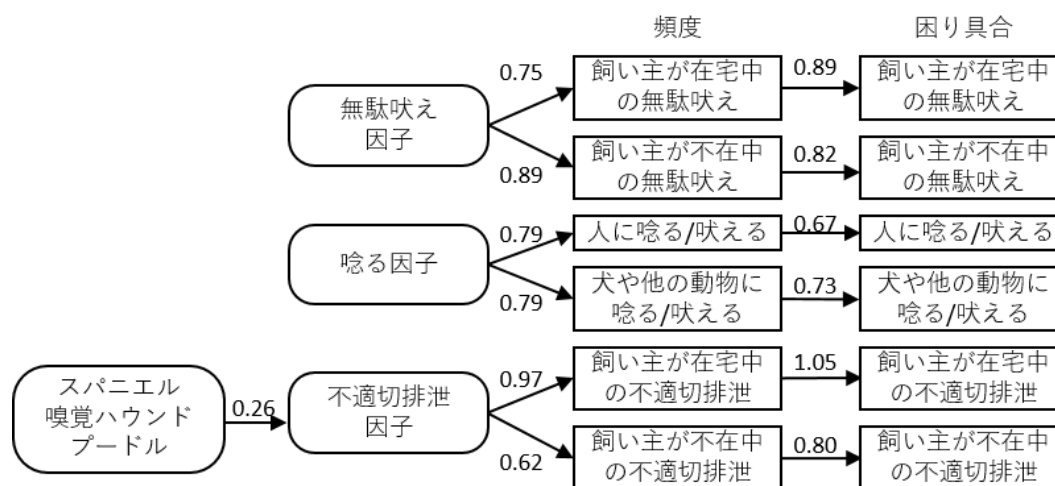 頻度
困り具合
無駄吠え
因子
0.75
0.89
飼い主が在宅中
の無駄吠え
0.89
飼い主が在宅中
の無駄吠え
飼い主が不在中
の無駄吠え
0.82
飼い主が不在中
の無駄吠え
唸る因子
0.79
0.79
人に唸る/吠える
0.67
人に唸る/吠える
犬や他の動物に
唸る/吠える
0.73
犬や他の動物に
唸る/吠える
スパニエル
嗅覚ハウンド
プードル
0.26
不適切排泄
因子
0.97
0.62
飼い主が在宅中
の不適切排泄
1.05
飼い主が在宅中
の不適切排泄
飼い主が不在中
の不適切排泄
0.80
飼い主が不在中
の不適切排泄